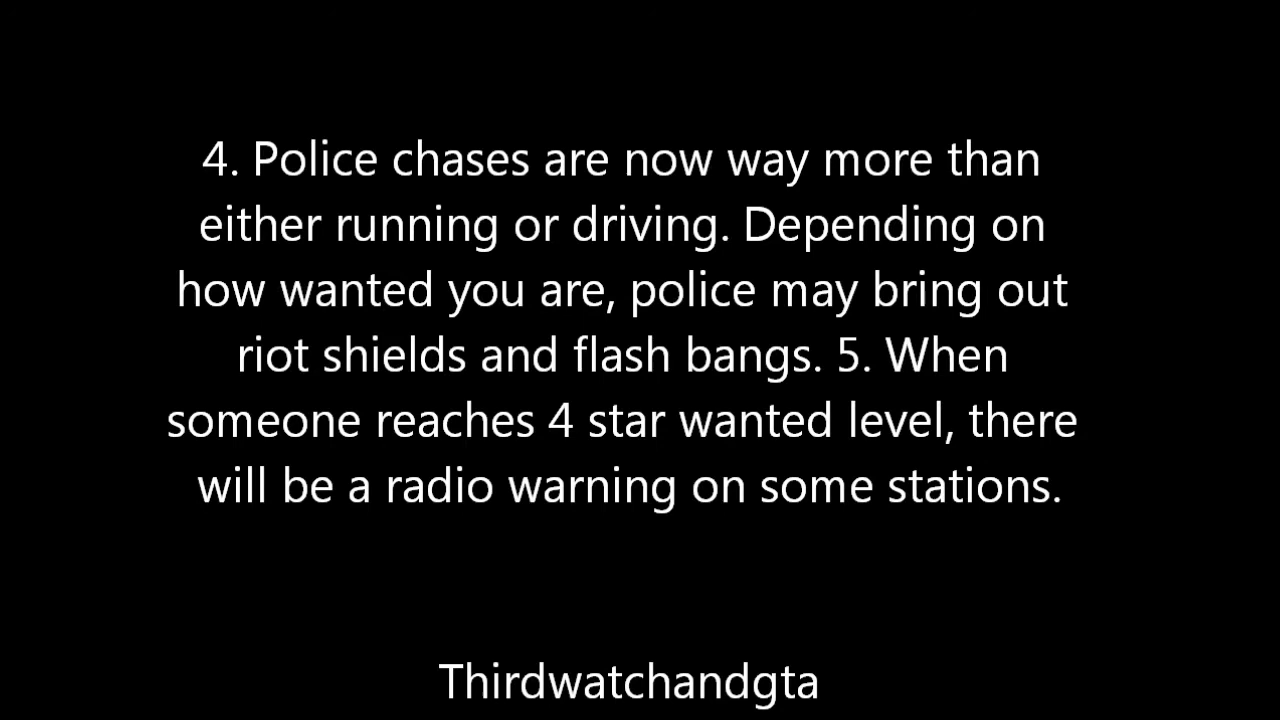 4. Police chases are now way more than
either running or driving. Depending on
how wanted you are, police may bring out
riot shields and flash bangs. 5. When
someone reaches 4 star wanted level, there
will be a radio warning on some stations.
Thirdwatchandgta